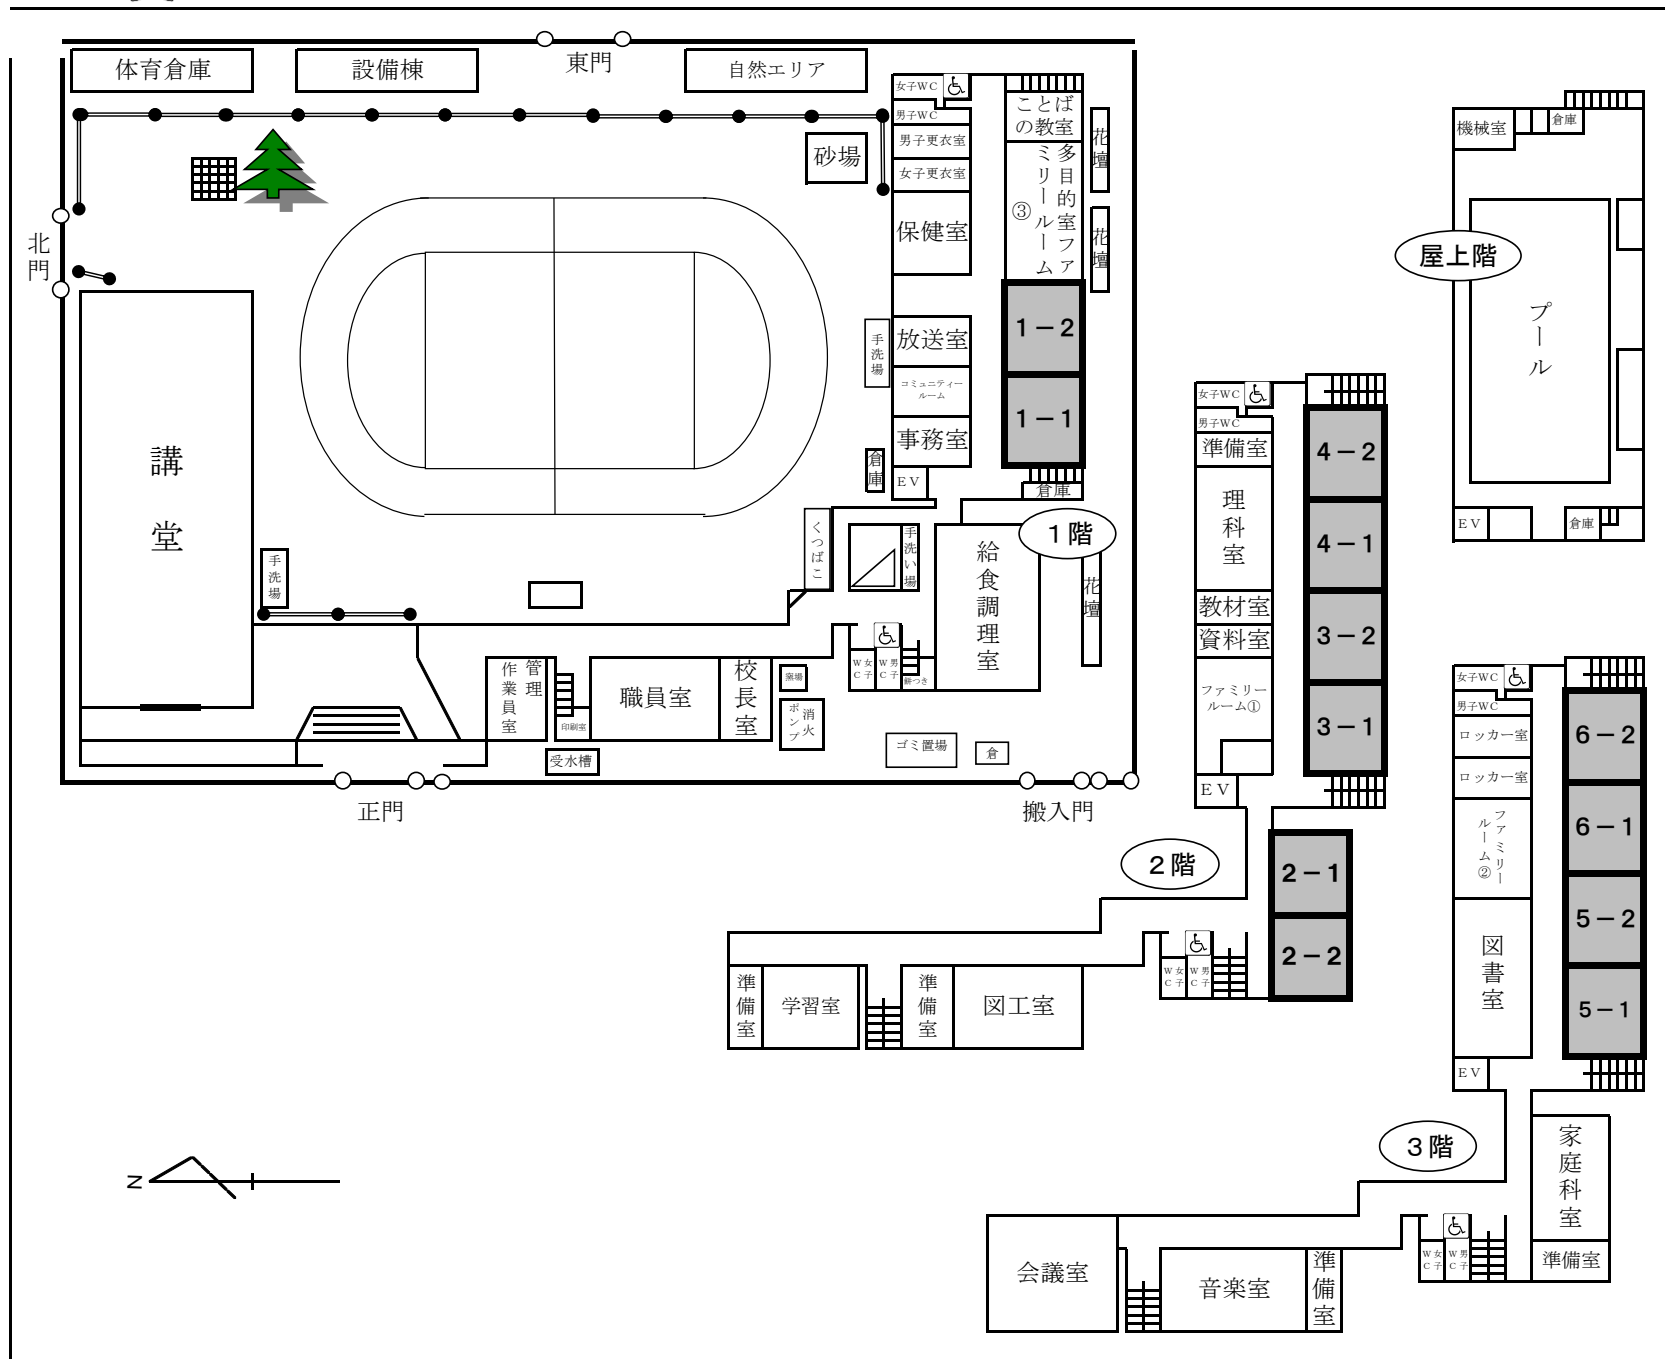 体育倉庫
設備棟
東門
自然エリア
北門
砂場
講堂
手洗場
女子WC
男子WC
男子更衣室
女子更衣室
保健室
手洗場
放送室
コミュニティー
ルーム
事務室
倉庫
EV
ことば
の教室
多目的室ファ
ミリールーム
③
花壇
花壇
1-2
1-1
倉庫
1階
くつばこ
手洗い場
給食調理室
花壇
管理
作業員室
印刷室
職員室
校長室
窯場
消火
ポンプ
女子
WC
男子
WC
餅つき
受水槽
ゴミ置場
倉
正門
搬入門
2階
女子WC
男子WC
準備室
理科室
教材室
資料室
ファミリー
ルーム①
EV
4-2
4-1
3-2
3-1
2-1
2-2
女子
WC
男子
WC
準備室
学習室
準備室
図工室
屋上階
機械室
倉庫
プール
EV
倉庫
3階
女子WC
男子WC
ロッカー室
ロッカー室
ファミリー
ルーム②
図書室
EV
6-2
6-1
5-2
5-1
家庭科室
準備室
女子
WC
男子
WC
会議室
音楽室
準備室
N